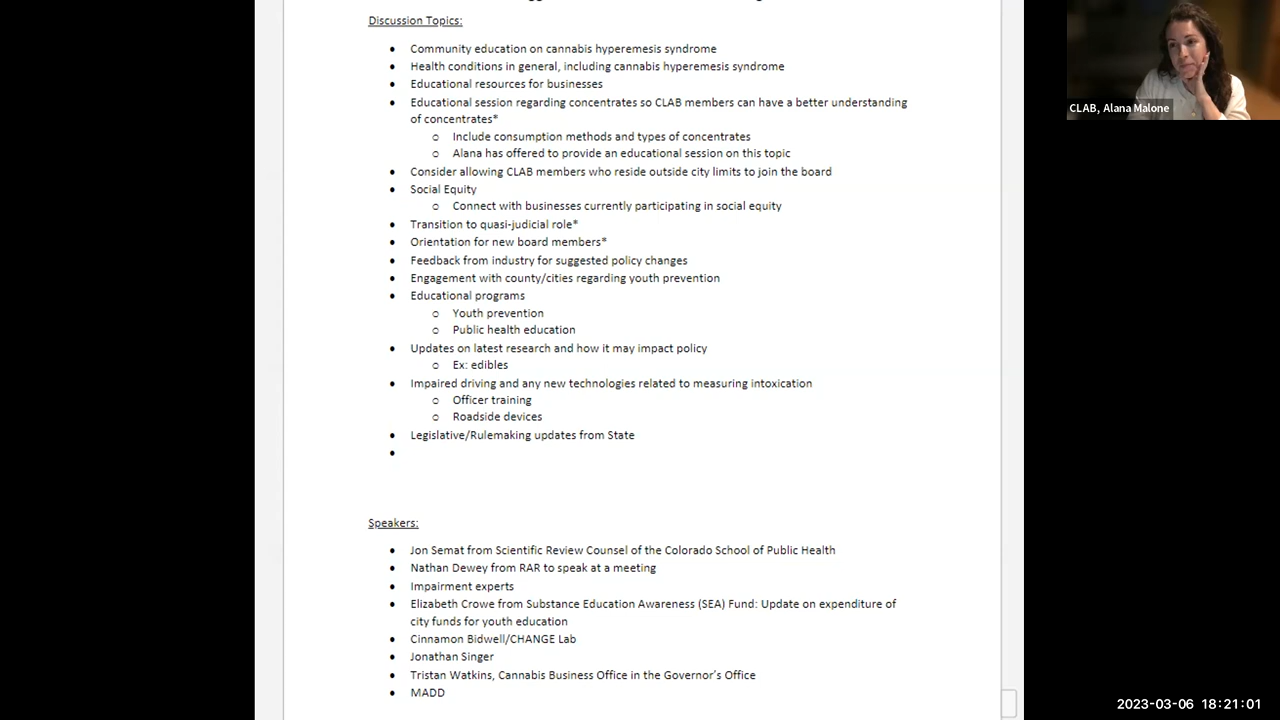 Discussion Topics:
• Community education on cannabis hyperemesis syndrome
• Health conditions in general, including cannabis hyperemesis syndrome
• Educational resources for businesses
• Educational session regarding concentrates so CLAB members can have a better understanding
of concentrates*
o Include consumption methods and types of concentrates
o Alana has offered to provide an educational session on this topic
• Consider allowing CLAB members who reside outside city limits to join the board
• Social Equity
o Connect with businesses currently participating in social equity
• Transition to quasi-judicial role*
• Orientation for new board members*
• Feedback from industry for suggested policy changes
• Engagement with county/cities regarding youth prevention
• Educational programs
o Youth prevention
o Public health education
• Updates on latest research and how it may impact policy
o Ex: edibles
• Impaired driving and any new technologies related to measuring intoxication
o Officer training
o Roadside devices
• Legislative/Rulemaking updates from State
•
Speakers:
• Jon Semat from Scientific Review Counsel of the Colorado School of Public Health
• Nathan Dewey from RAR to speak at a meeting
• Impairment experts
• Elizabeth Crowe from Substance Education Awareness (SEA) Fund: Update on expenditure of
city funds for youth education
• Cinnamon Bidwell/CHANGE Lab
• Jonathan Singer
• Tristan Watkins, Cannabis Business Office in the Governor's Office
• MADD
CLAB, Alana Malone
2023-03-06 18:21:01